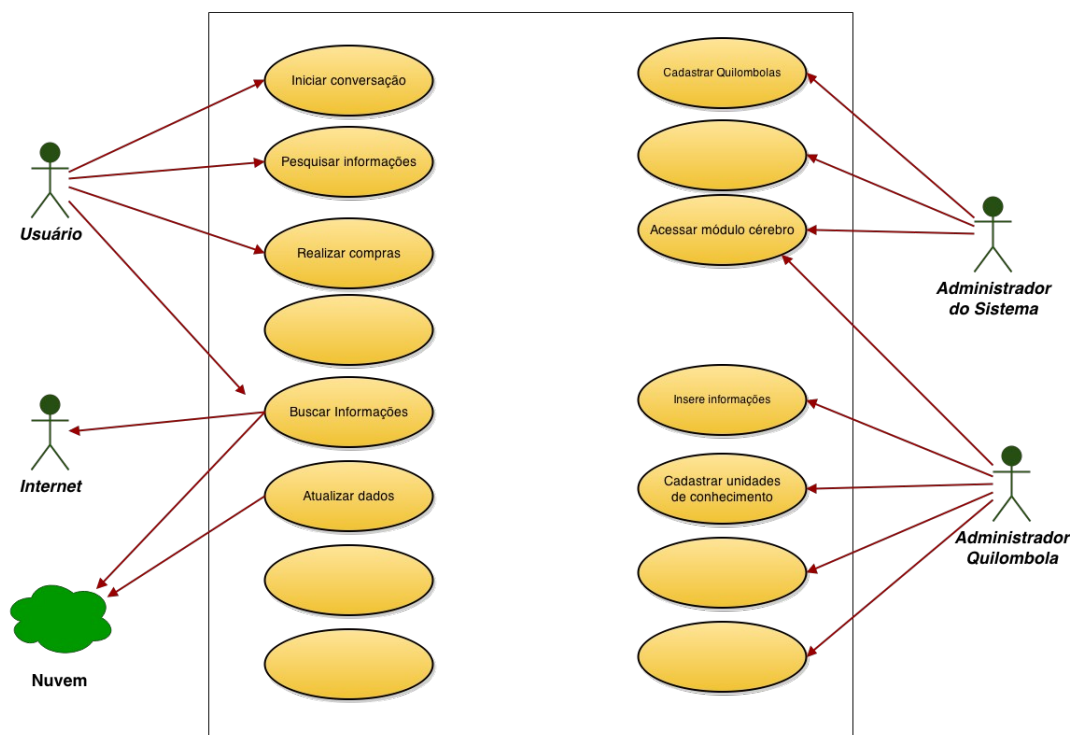 Iniciar conversação
Cadastrar Quilombolas
Pesquisar informações
Usuário
Realizar compras
Acessar módulo cérebro
Administrador
do Sistema
Buscar Informações
Insere informações
Internet
Atualizar dados
Cadastrar unidades
de conhecimento
Administrador
Quilombola
Nuvem